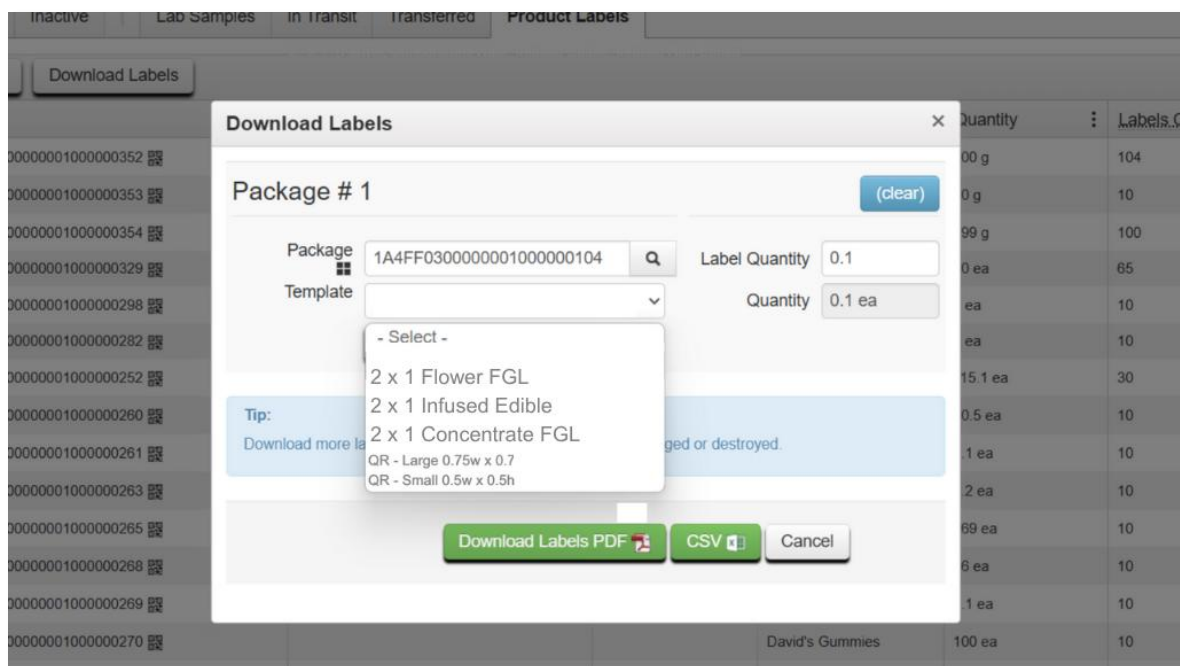 Inactive Lab Samples In Transit Transferred Product Labels
Download Labels
Download Labels ×
Quantity Labels
Package # 1 (clear)
Package 1A4FF0300000001000000104 Label Quantity 0.1
Template Quantity 0.1 ea
- Select -
2 x 1 Flower FGL
2 x 1 Infused Edible
2 x 1 Concentrate FGL
QR - Large 0.75w x 0.7
QR - Small 0.5w x 0.5h
Tip:
Download more la ged or destroyed.
Download Labels PDF CSV Cancel
00000001000000352 00 g 104
00000001000000353 0 g 10
00000001000000354 99 g 100
00000001000000329 0 ea 65
00000001000000298 ea 10
00000001000000282 ea 10
00000001000000252 15.1 ea 30
00000001000000260 0.5 ea 10
00000001000000261 .1 ea 10
00000001000000263 .2 ea 10
00000001000000265 69 ea 10
00000001000000268 6 ea 10
00000001000000269 .1 ea 10
00000001000000270 David's Gummies 100 ea 10